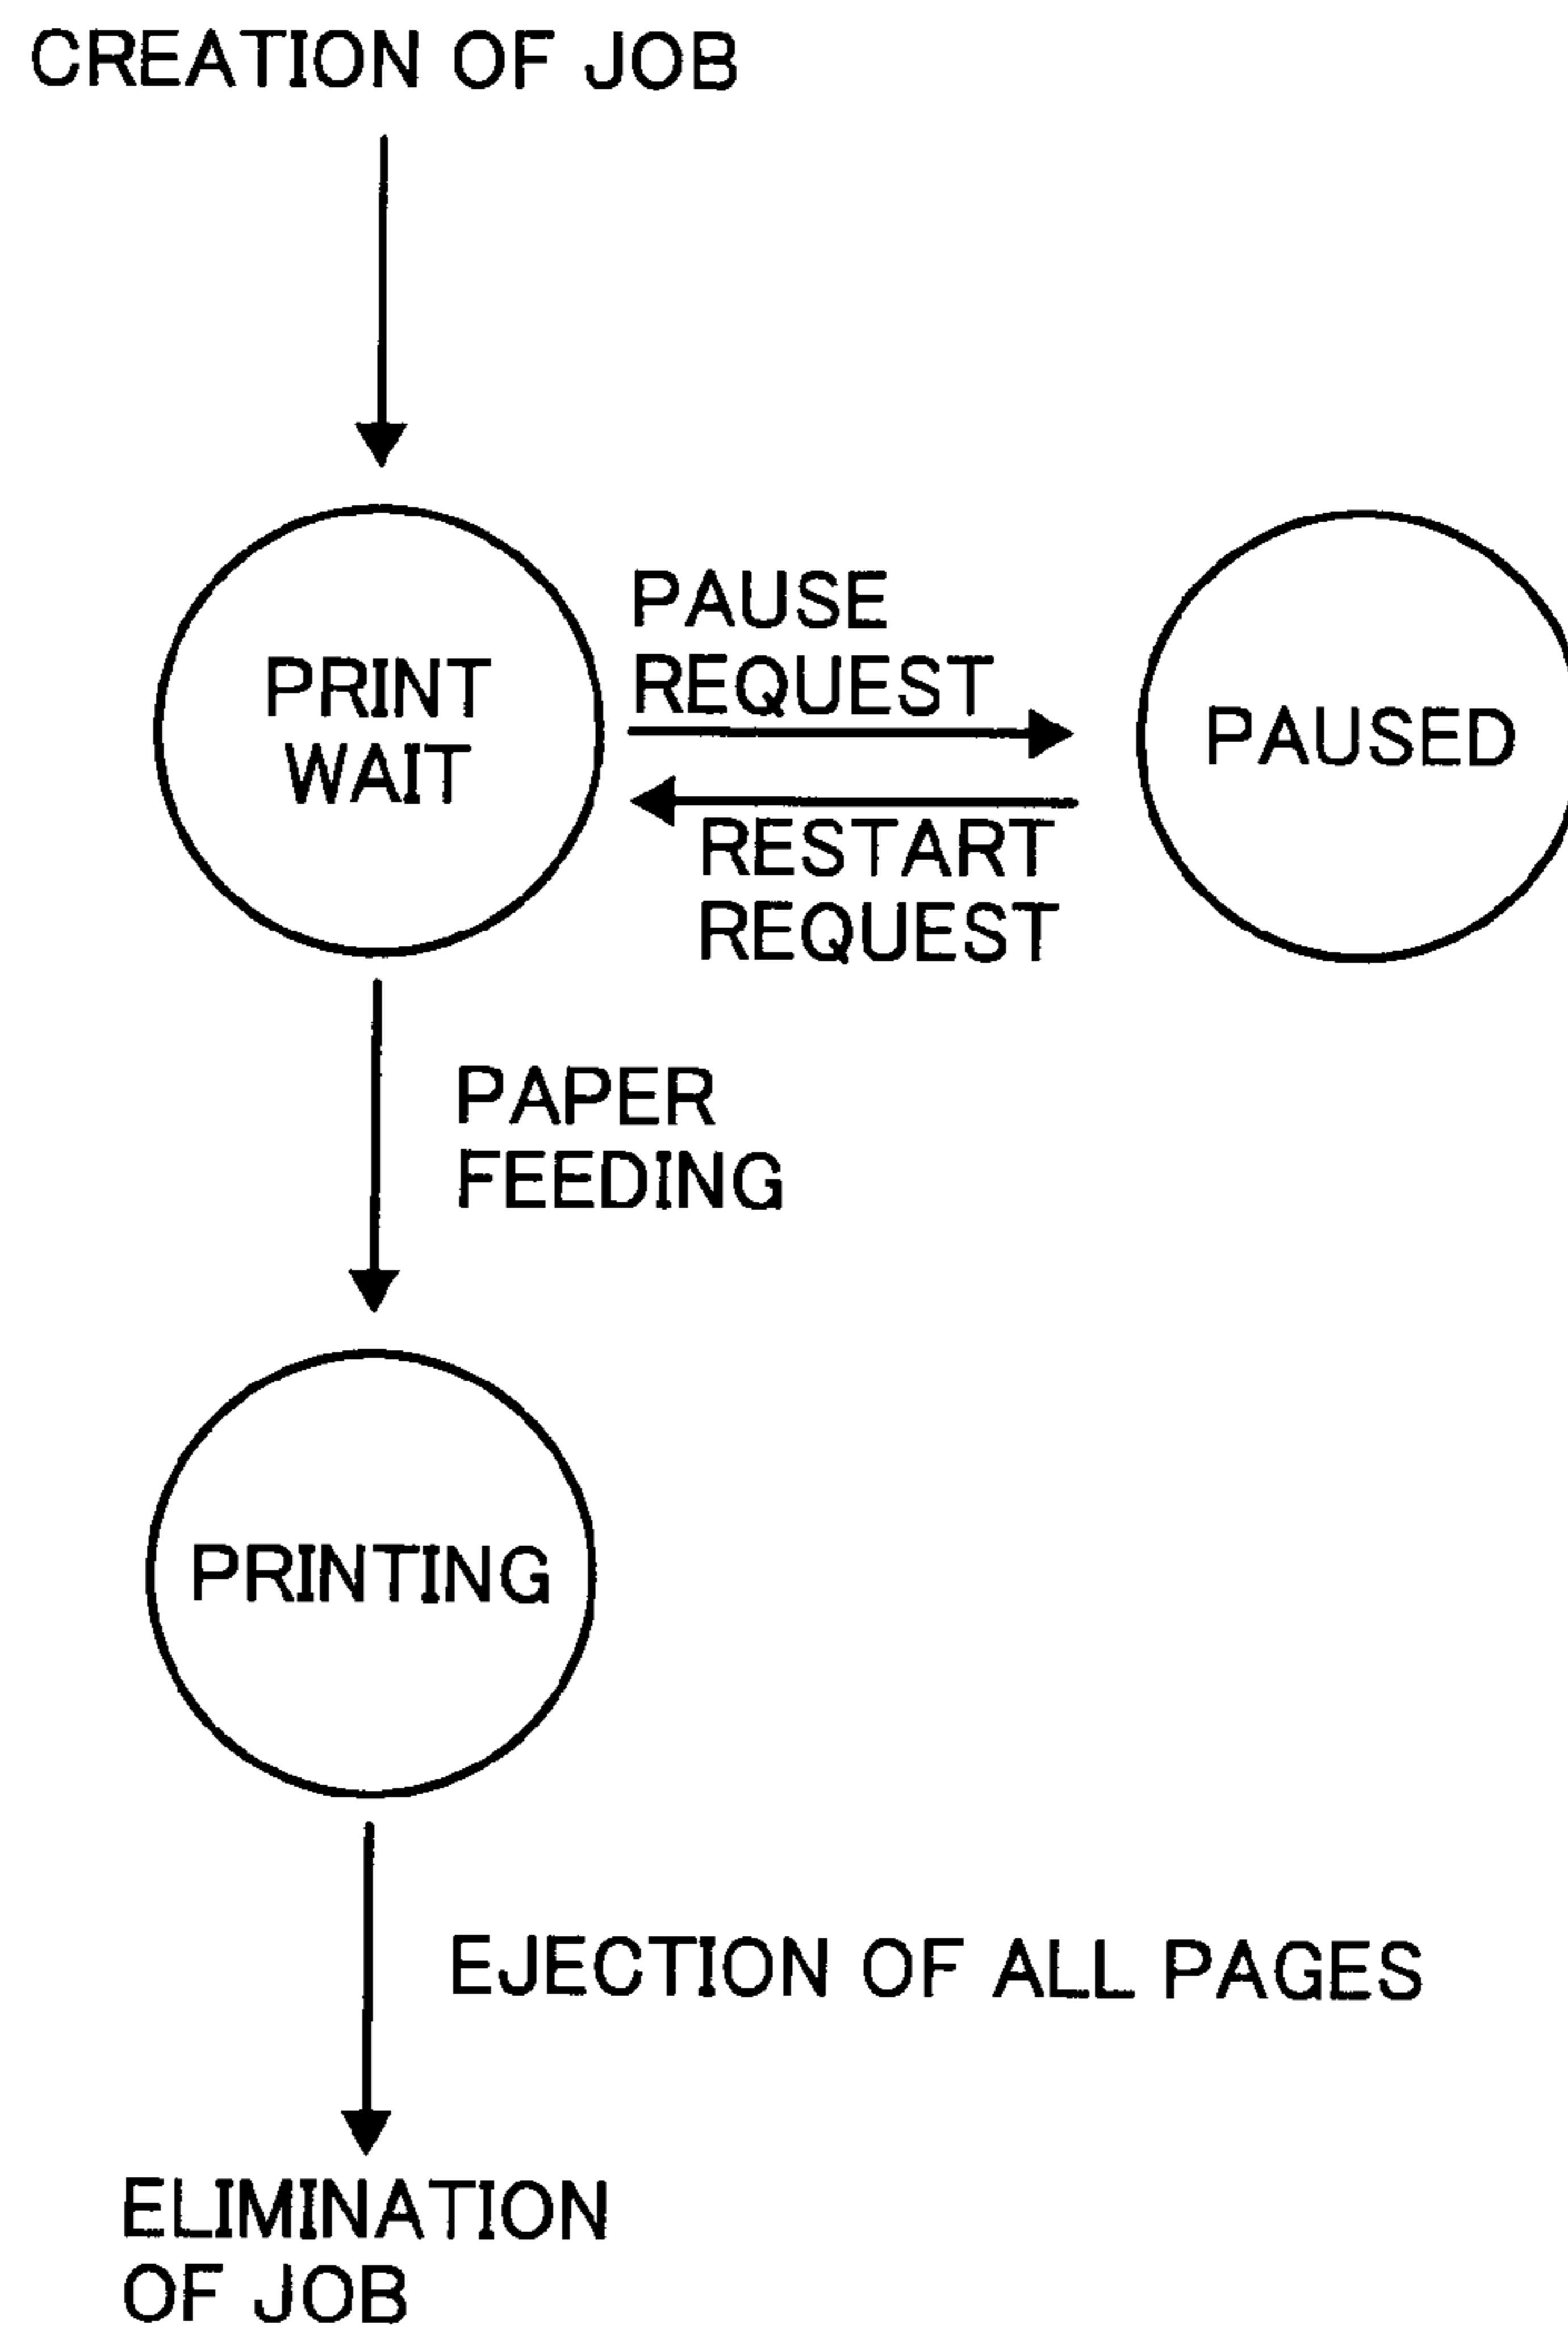 CREATION OF JOB
PRINT
WAIT
PAUSE
REQUEST
PAUSED
RESTART
REQUEST
PAPER
FEEDING
PRINTING
EJECTION OF ALL PAGES
ELIMINATION
OF JOB